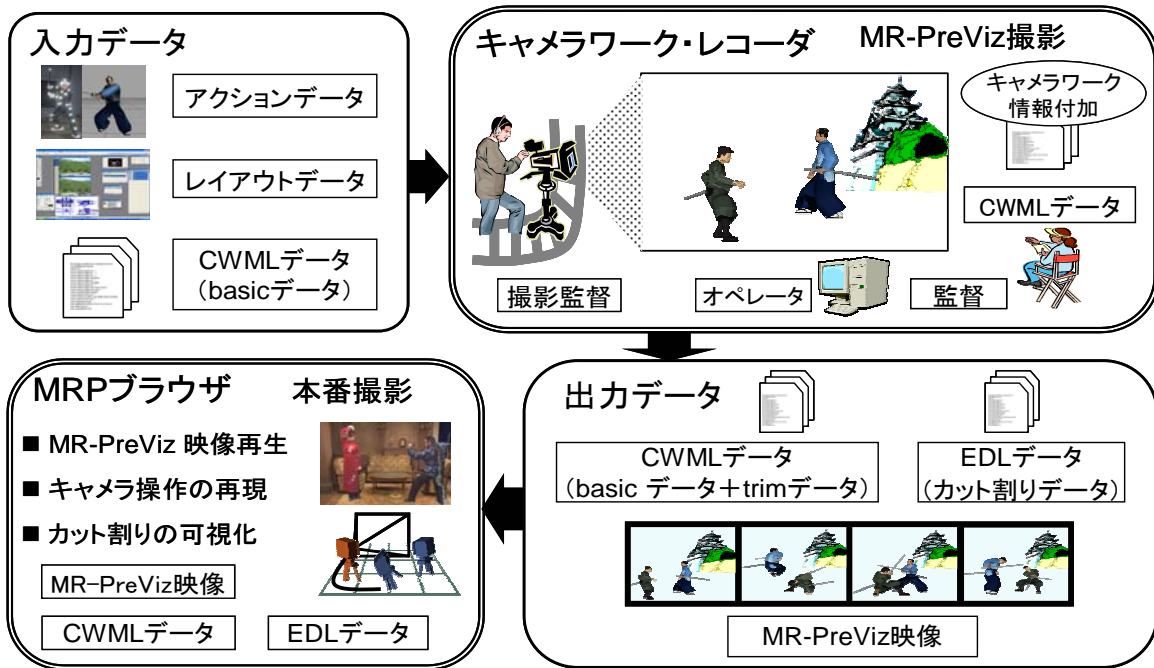 入力データ
アクションデータ
レイアウトデータ
CWMLデータ
（basicデータ）
キャメラワーク・レコーダ
MR-PreViz撮影
キャメラワーク
情報付加
CWMLデータ
撮影監督
オペレータ
監督
出力データ
CWMLデータ
（basic データ＋trimデータ）
EDLデータ
（カット割りデータ）
MR-PreViz映像
MRPブラウザ
本番撮影
■ MR-PreViz 映像再生
■ キャメラ操作の再現
■ カット割りの可視化
MR-PreViz映像
CWMLデータ
EDLデータ